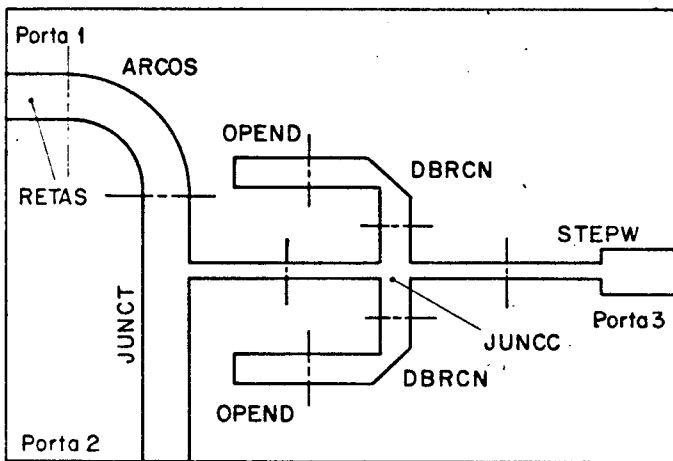 Porta 1
ARCOS
OPEND
DBRCN
RETAS
STEPW
JUNCT
Porta 3
JUNCC
DBRCN
OPEND
Porta 2